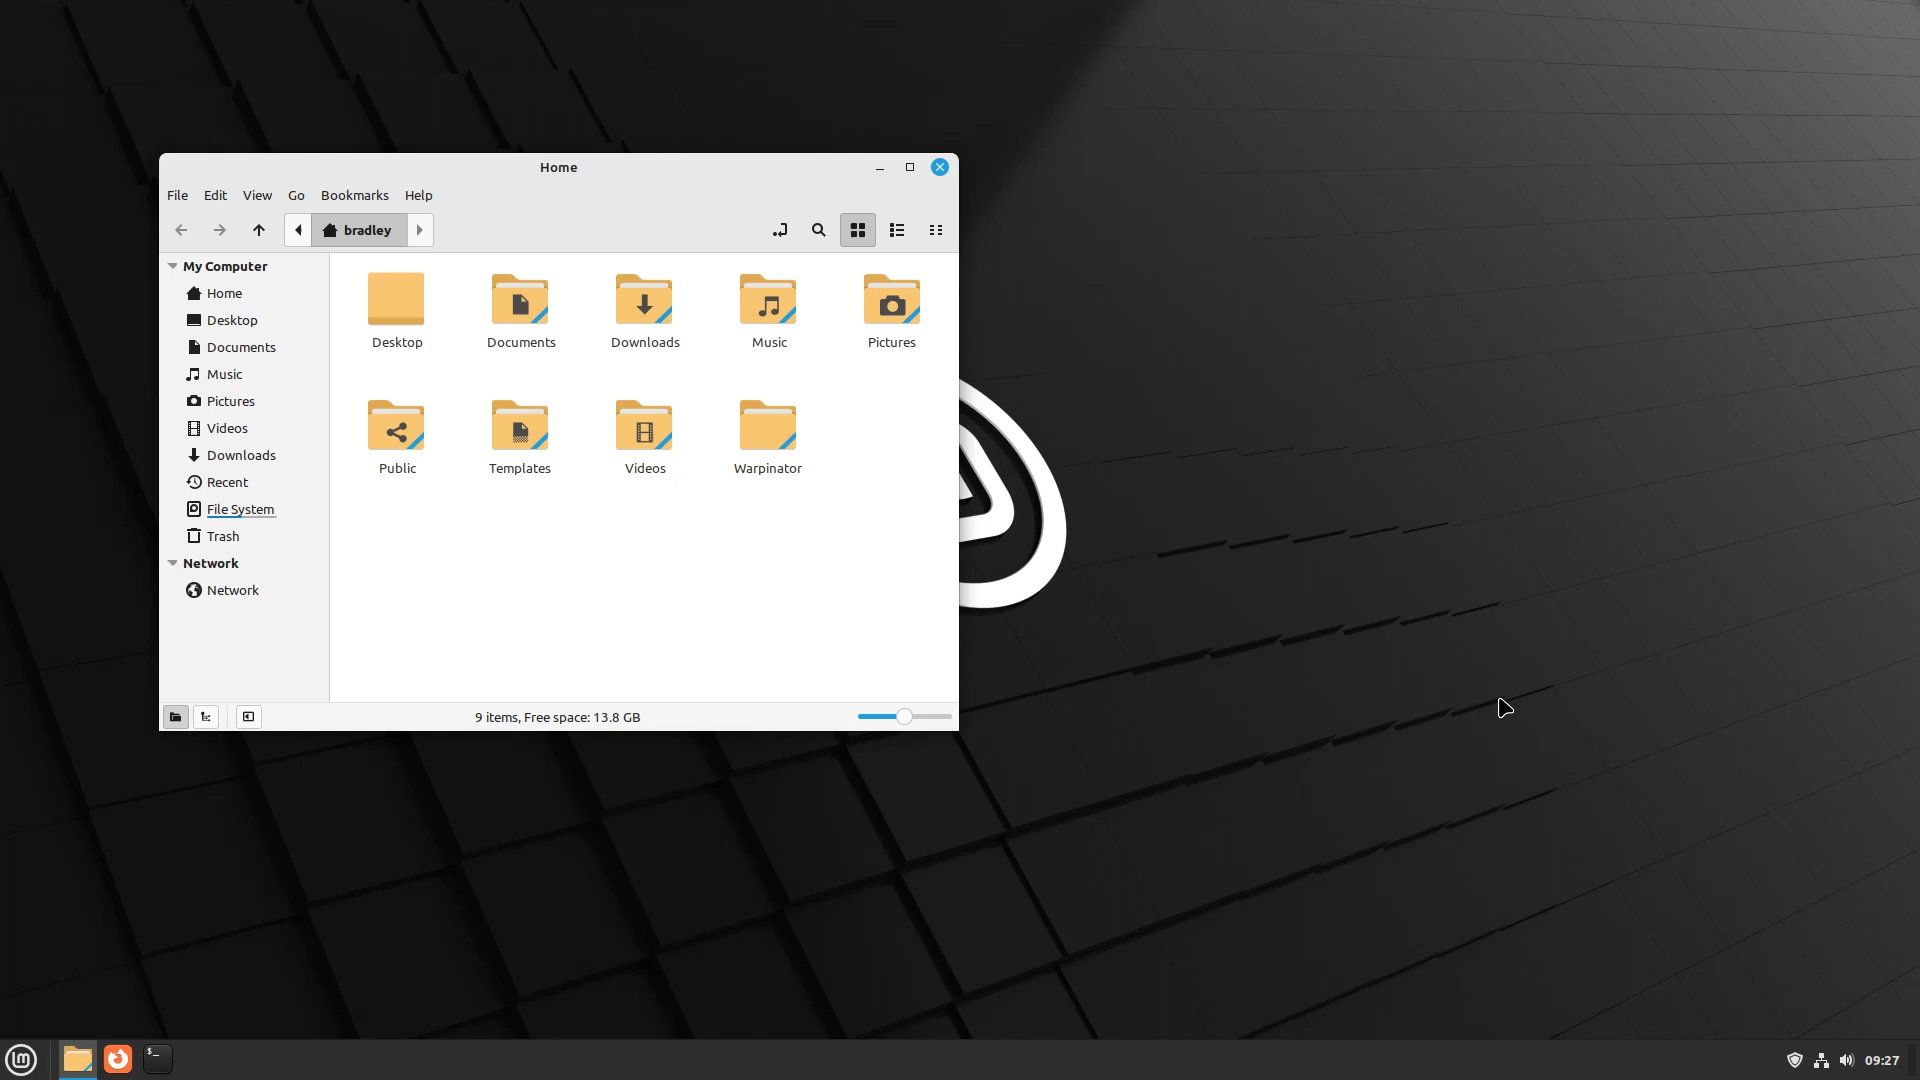 Home
File Edit View Go Bookmarks Help
bradley
My Computer
Home
Desktop
Documents
Music
Pictures
Videos
Downloads
Recent
File System
Trash
Network
Network
Desktop Documents Downloads Music Pictures
Public Templates Videos Warpinator
9 items, Free space: 13.8 GB
lm
$_
09:27